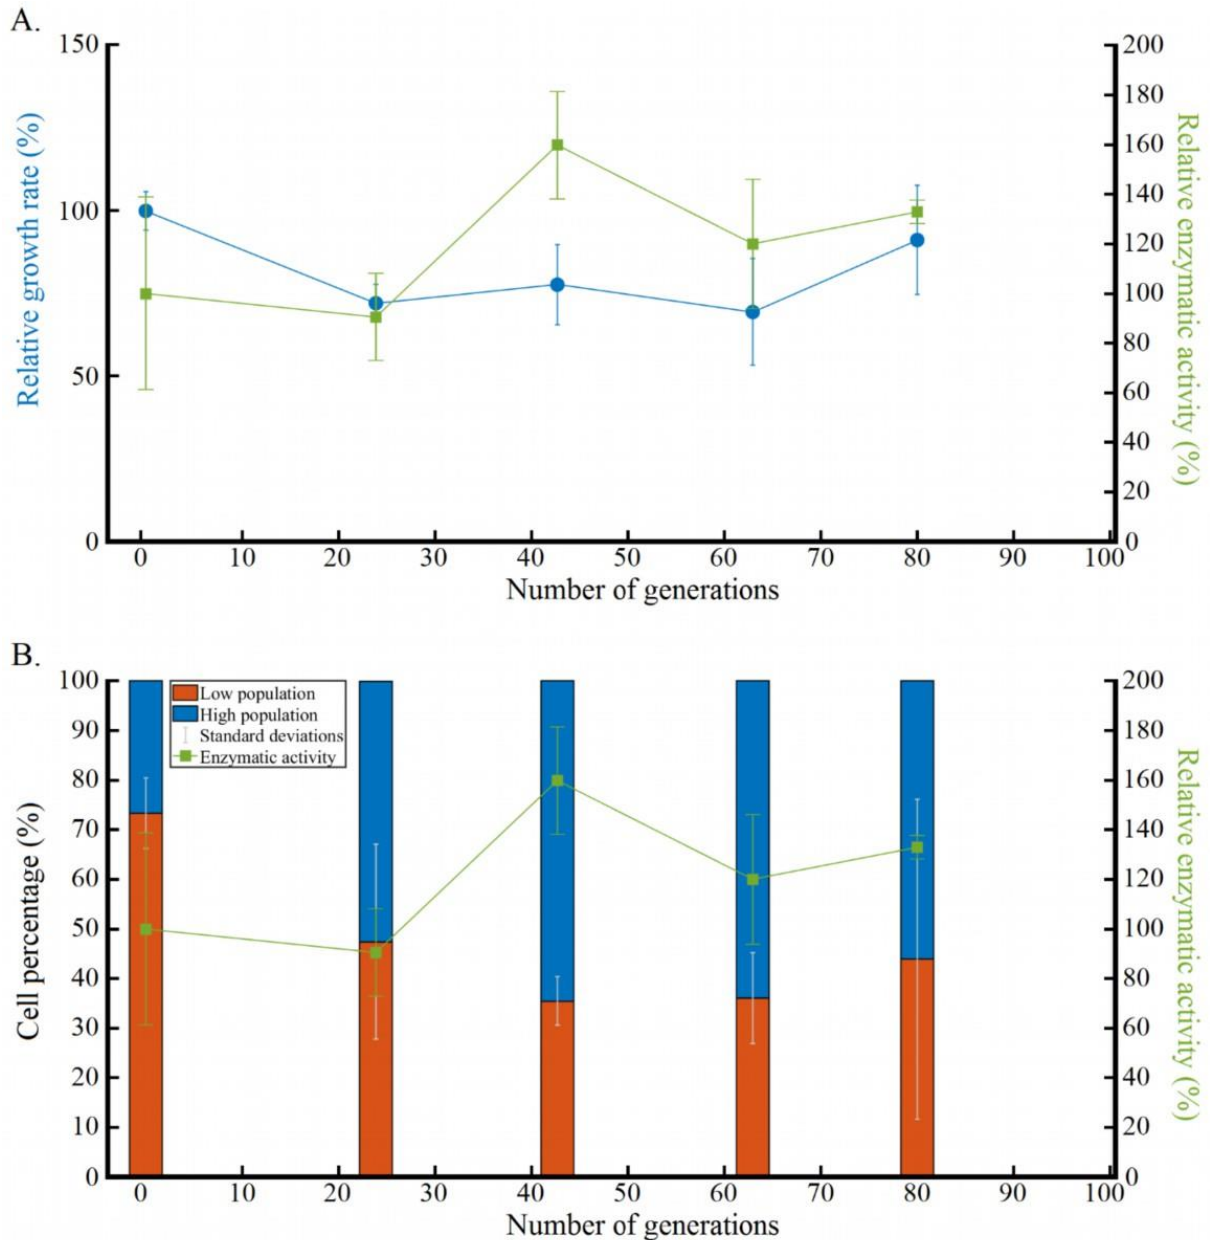 A.
150
100
50
0
Relative growth rate (%)
200
180
160
140
120
100
80
60
40
20
0
Relative enzymatic activity (%)
0 10 20 30 40 50 60 70 80 90 100
Number of generations
B.
100
90
80
70
60
50
40
30
20
10
0
Cell percentage (%)
Low population
High population
Standard deviations
Enzymatic activity
200
180
160
140
120
100
80
60
40
20
0
Relative enzymatic activity (%)
0 10 20 30 40 50 60 70 80 90 100
Number of generations